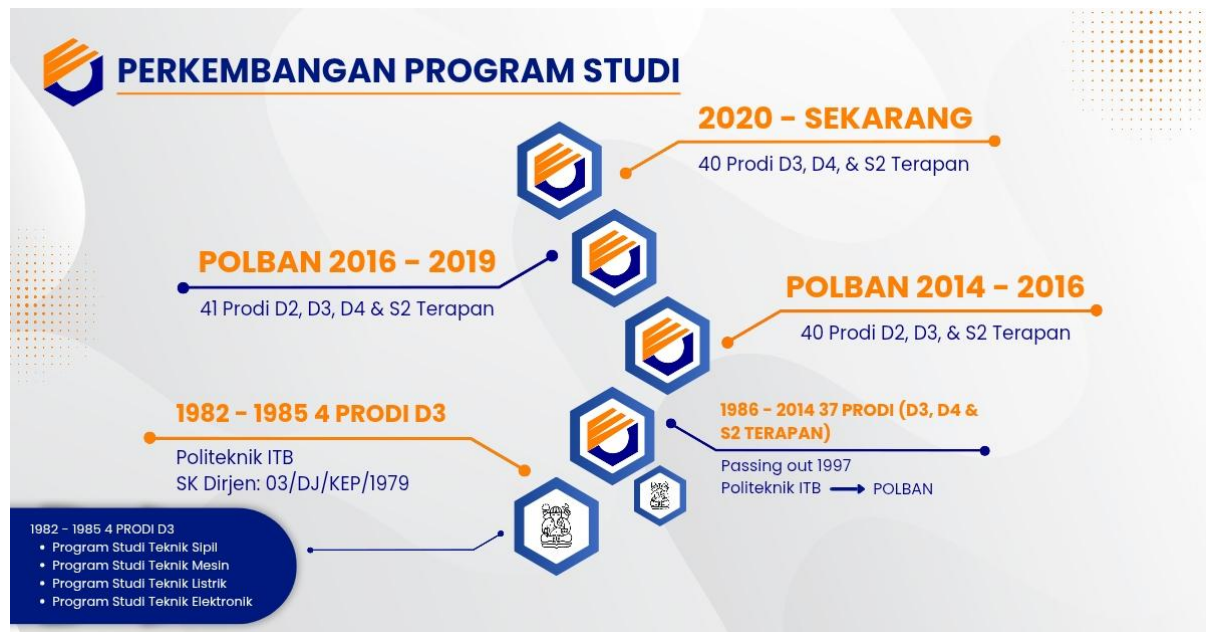 PERKEMBANGAN PROGRAM STUDI
2020 - SEKARANG
40 Prodi D3, D4, & S2 Terapan
POLBAN 2016 - 2019
41 Prodi D2, D3, D4 & S2 Terapan
POLBAN 2014 - 2016
40 Prodi D2, D3, & S2 Terapan
1982 - 1985 4 PRODI D3
Politeknik ITB
SK Dirjen: 03/DJ/KEP/1979
1986 - 2014 37 PRODI (D3, D4 &
S2 TERAPAN)
Passing out 1997
Politeknik ITB → POLBAN
1982 - 1985 4 PRODI D3
• Program Studi Teknik Sipil
• Program Studi Teknik Mesin
• Program Studi Teknik Listrik
• Program Studi Teknik Elektronik